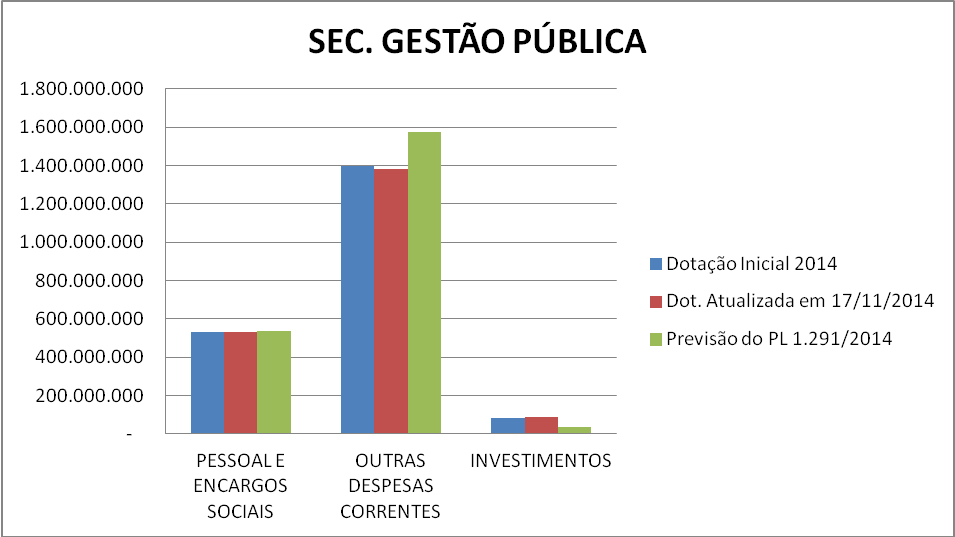 SEC. GESTÃO PÚBLICA
1.800.000.000
1.600.000.000
1.400.000.000
1.200.000.000
1.000.000.000
800.000.000
600.000.000
400.000.000
200.000.000
-
PESSOAL E
ENCARGOS
SOCIAIS
OUTRAS
DESPESAS
CORRENTES
INVESTIMENTOS
Dotação Inicial 2014
Dot. Atualizada em 17/11/2014
Previsão do PL 1.291/2014